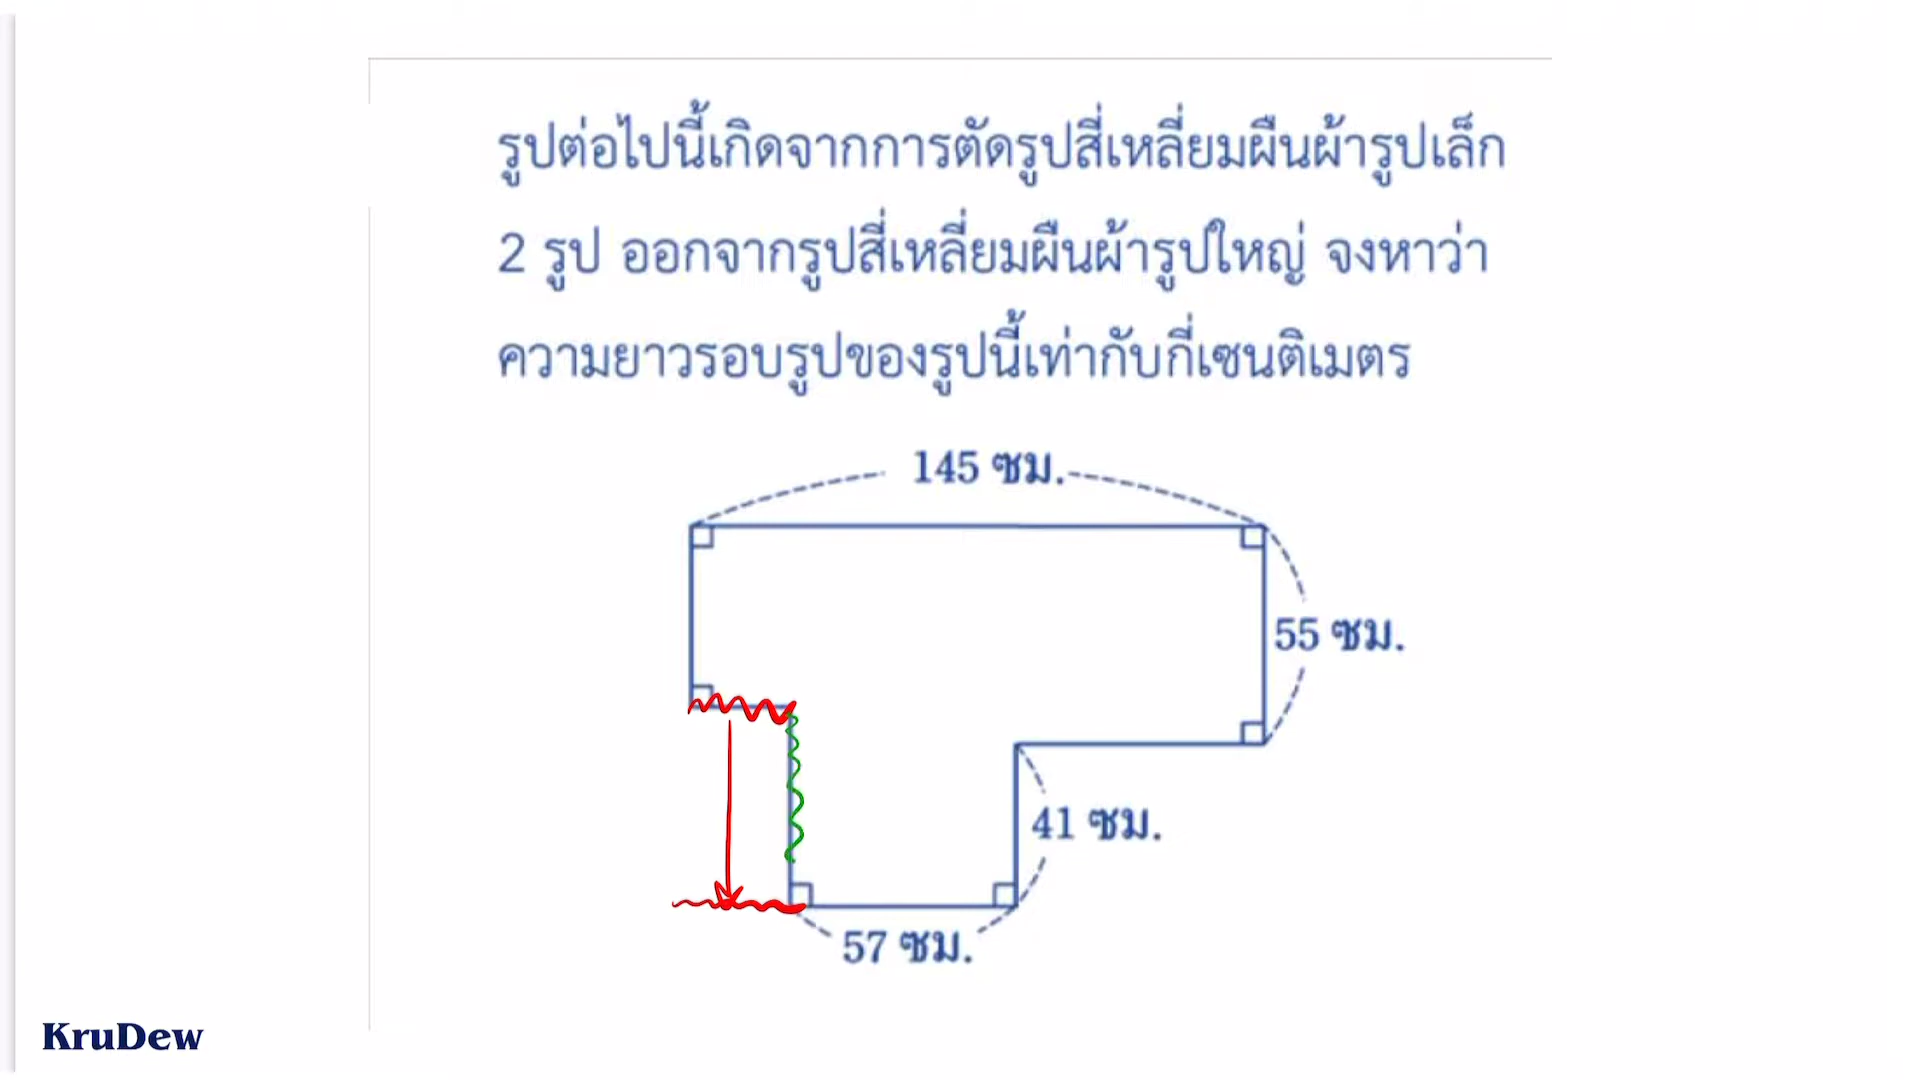 รูปต่อไปนี้เกิดจากการตัดรูปสี่เหลี่ยมผืนผ้ารูปเล็ก
2 รูป ออกจากรูปสี่เหลี่ยมผืนผ้ารูปใหญ่ จงหาว่า
ความยาวรอบรูปของรูปนี้เท่ากับกี่เซนติเมตร
145 ซม.
55 ซม.
41 ซม.
57 ซม.
KruDew